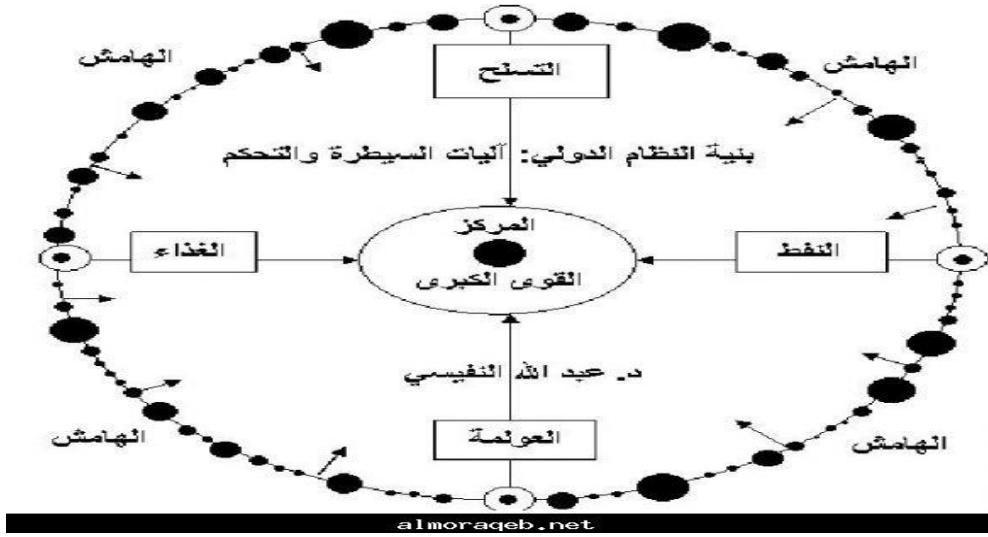 التسلح
الهامش
الهامش
بنية النظام الدولي: آليات السيطرة والتحكم
المركز
النفط
الغذاء
القوى الكبرى
د. عبد الله النفيسي
العولمة
الهامش
الهامش
almoraqeb.net